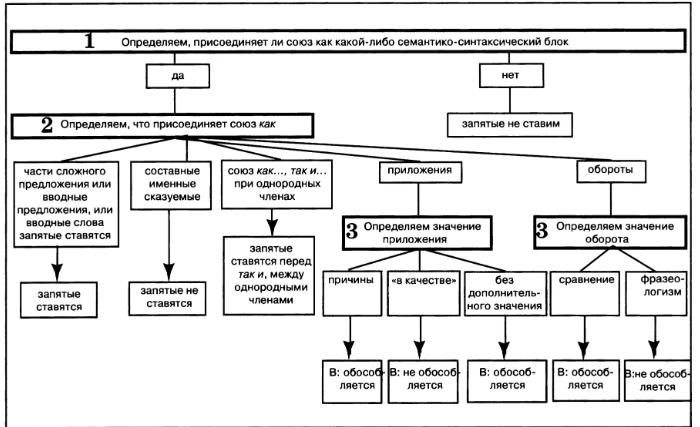 1 Определяем, присоединяет ли союз как какой-либо семантико-синтаксический блок
да
нет
2 Определяем, что присоединяет союз как
запятые не ставим
части сложного
предложения или
вводные
предложения, или
вводные слова
запятые ставятся
составные
именные
сказуемые
союз как..., так и...
при однородных
членах
приложения
обороты
3 Определяем значение
приложения
3 Определяем значение
оборота
запятые
ставятся
запятые не
ставятся
запятые
ставятся перед
так и, между
однородными
членами
причины
«в качестве»
без
дополнитель-
ного значения
сравнение
фразео-
логизм
В: обособ-
ляется
В: не обособ-
ляется
В: обособ-
ляется
В: обособ-
ляется
В:не обособ-
ляется